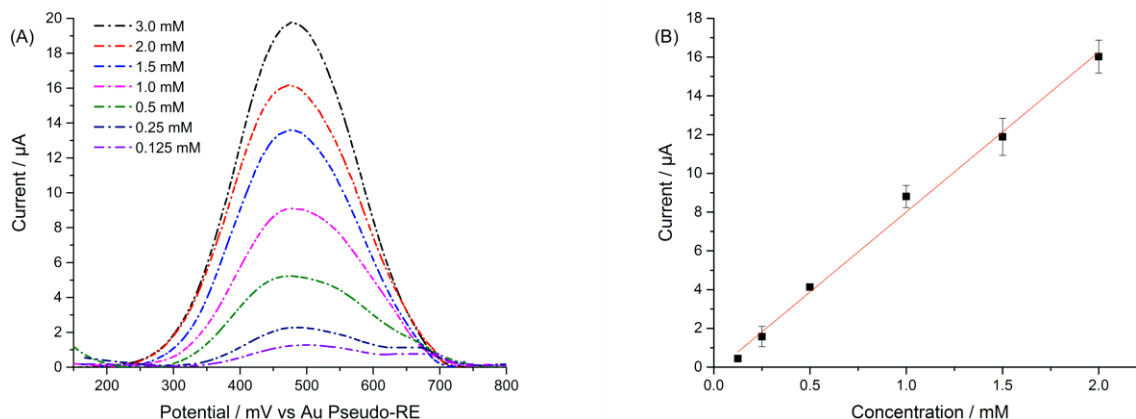 (A)
20
18
16
14
12
10
8
6
4
2
0
Current / µA
3.0 mM
2.0 mM
1.5 mM
1.0 mM
0.5 mM
0.25 mM
0.125 mM
200 300 400 500 600 700 800
Potential / mV vs Au Pseudo-RE
(B)
18
16
14
12
10
8
6
4
2
0
Current / µA
0.0 0.5 1.0 1.5 2.0
Concentration / mM